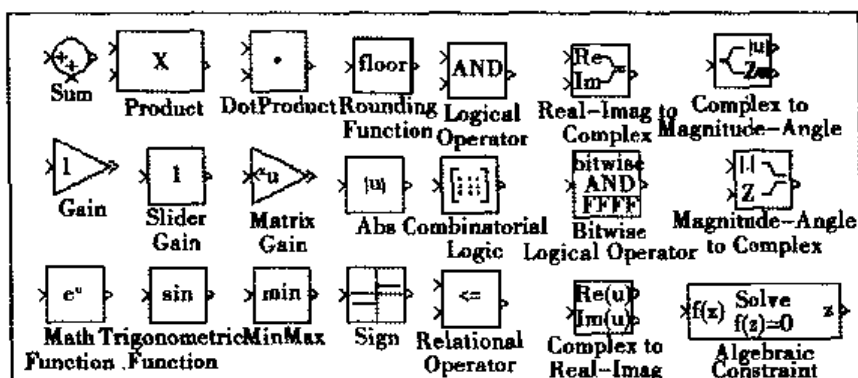 ++
Sum
X
Product
•
DotProduct
floor
Rounding
Function
AND
Logical
Operator
Re
Im
Real-Imag to
Complex
|u|
Complex to
Magnitude-Angle
1
Gain
1
Slider
Gain
Matrix
Gain
|u|
Abs
Combinatorial
Logic
bitwise
AND
FFFF
Bitwise
Logical Operator
|.|
Z
Magnitude-Angle
to Complex
eᵘ
Math
Function
sin
Trigonometric
Function
min
MinMax
Sign
<=
Relational
Operator
Re(u)
Im(u)
Complex to
Real-Imag
f(z)
Solve
f(z)=0
z
Algebraic
Constraint